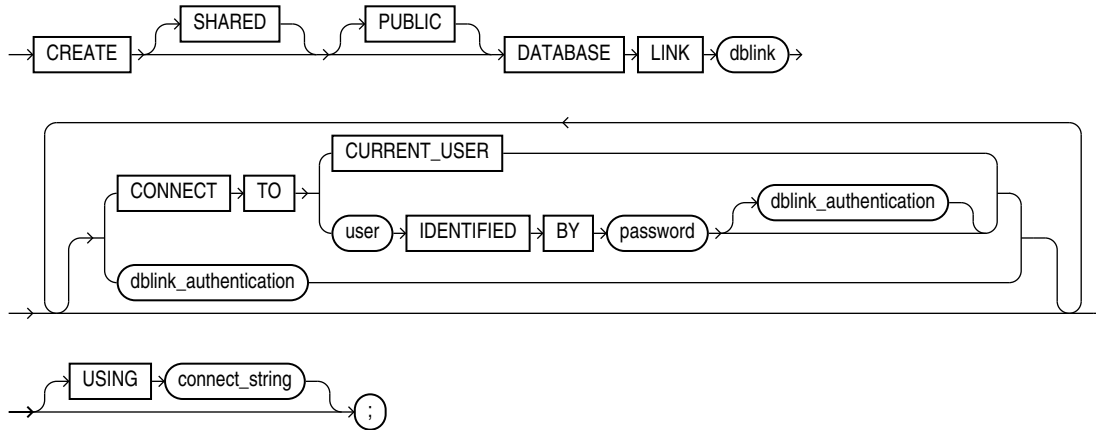 SHARED PUBLIC
CREATE DATABASE LINK dblink
CURRENT_USER
CONNECT TO dblink_authentication
user IDENTIFIED BY password
dblink_authentication
USING connect_string
;